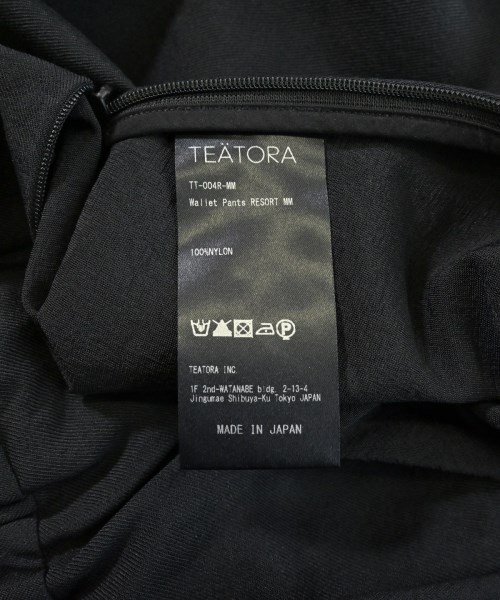 TEÄTORA
TT-004R-MM
Wallet Pants RESORT MM
100%NYLON
P
TEATORA INC.
1F 2nd-WATANABE bldg. 2-13-4
Jingumae Shibuya-Ku Tokyo JAPAN
MADE IN JAPAN